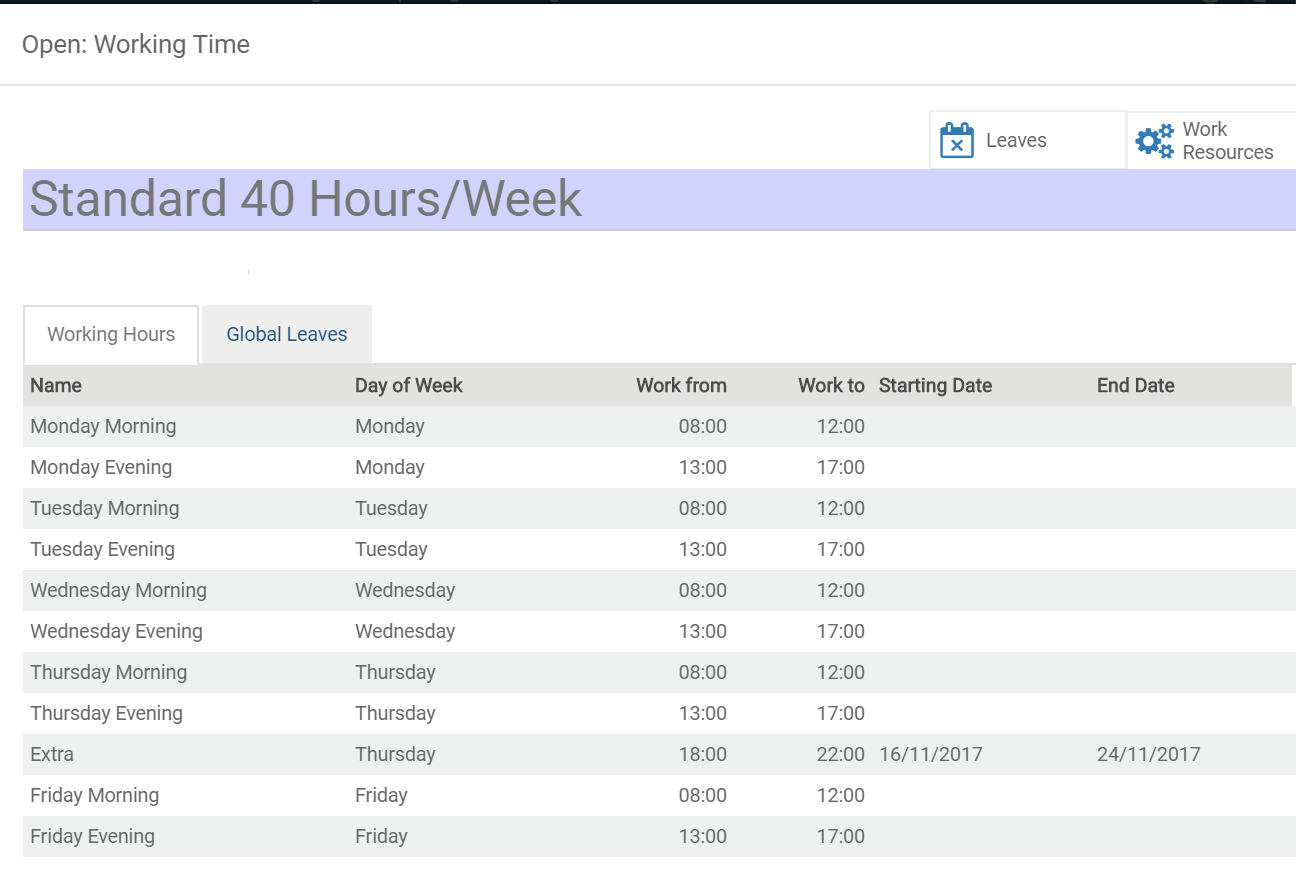 Open: Working Time
Leaves
Work
Resources
Standard 40 Hours/Week
Working Hours Global Leaves
Name Day of Week Work from Work to Starting Date End Date
Monday Morning Monday 08:00 12:00
Monday Evening Monday 13:00 17:00
Tuesday Morning Tuesday 08:00 12:00
Tuesday Evening Tuesday 13:00 17:00
Wednesday Morning Wednesday 08:00 12:00
Wednesday Evening Wednesday 13:00 17:00
Thursday Morning Thursday 08:00 12:00
Thursday Evening Thursday 13:00 17:00
Extra Thursday 18:00 22:00 16/11/2017 24/11/2017
Friday Morning Friday 08:00 12:00
Friday Evening Friday 13:00 17:00